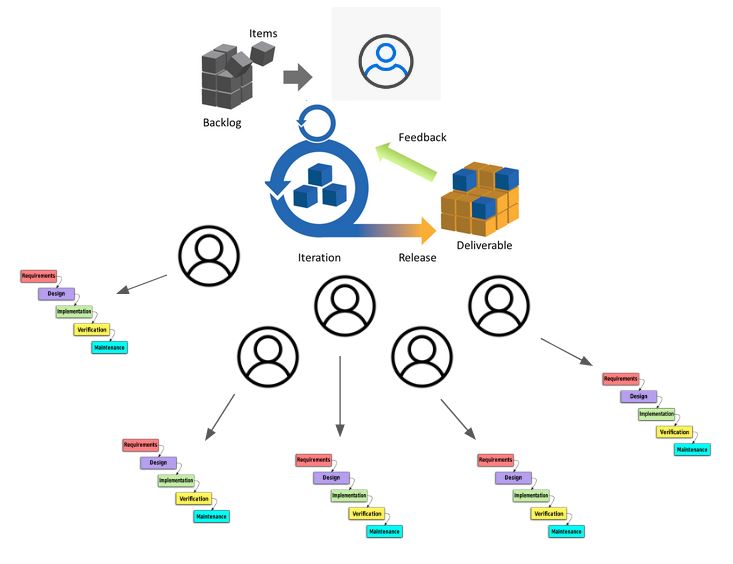 Items
Backlog
Feedback
Deliverable
Iteration
Release
Requirements
Design
Implementation
Verification
Maintenance
Requirements
Design
Implementation
Verification
Maintenance
Requirements
Design
Implementation
Verification
Maintenance
Requirements
Design
Implementation
Verification
Maintenance
Requirements
Design
Implementation
Verification
Maintenance